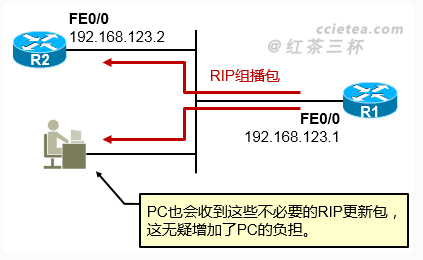 FE0/0
192.168.123.2
R2
ccietea.com
@红茶三杯
RIP组播包
R1
FE0/0
192.168.123.1
PC也会收到这些不必要的RIP更新包，
这无疑增加了PC的负担。